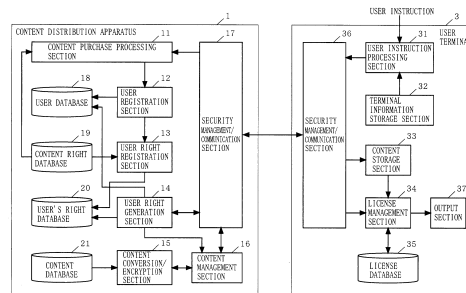 1
CONTENT DISTRIBUTION APPARATUS
11
CONTENT PURCHASE PROCESSING
SECTION
17
SECURITY
MANAGEMENT/
COMMUNICATION
SECTION
18
USER DATABASE
12
USER
REGISTRATION
SECTION
19
CONTENT RIGHT
DATABASE
13
USER RIGHT
REGISTRATION
SECTION
20
USER'S RIGHT
DATABASE
14
USER RIGHT
GENERATION
SECTION
21
CONTENT
DATABASE
15
CONTENT
CONVERSION/
ENCRYPTION
SECTION
16
CONTENT
MANAGEMENT
SECTION
USER INSTRUCTION
3
USER
36
SECURITY
MANAGEMENT/
COMMUNICATION
SECTION
31
USER INSTRUCTION
PROCESSING
SECTION
32
TERMINAL
INFORMATION
STORAGE SECTION
33
CONTENT
STORAGE
SECTION
34
LICENSE
MANAGEMENT
SECTION
37
OUTPUT
SECTION
35
LICENSE
DATABASE